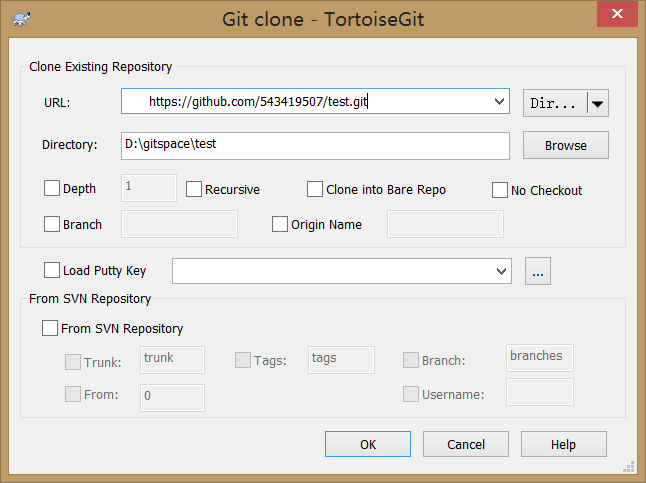 Git clone - TortoiseGit
Clone Existing Repository
URL: https://github.com/543419507/test.git Dir...
Directory: D:\gitspace\test Browse
Depth 1 Recursive Clone into Bare Repo No Checkout
Branch Origin Name
Load Putty Key ...
From SVN Repository
From SVN Repository
Trunk: trunk Tags: tags Branch: branches
From: 0 Username:
OK Cancel Help